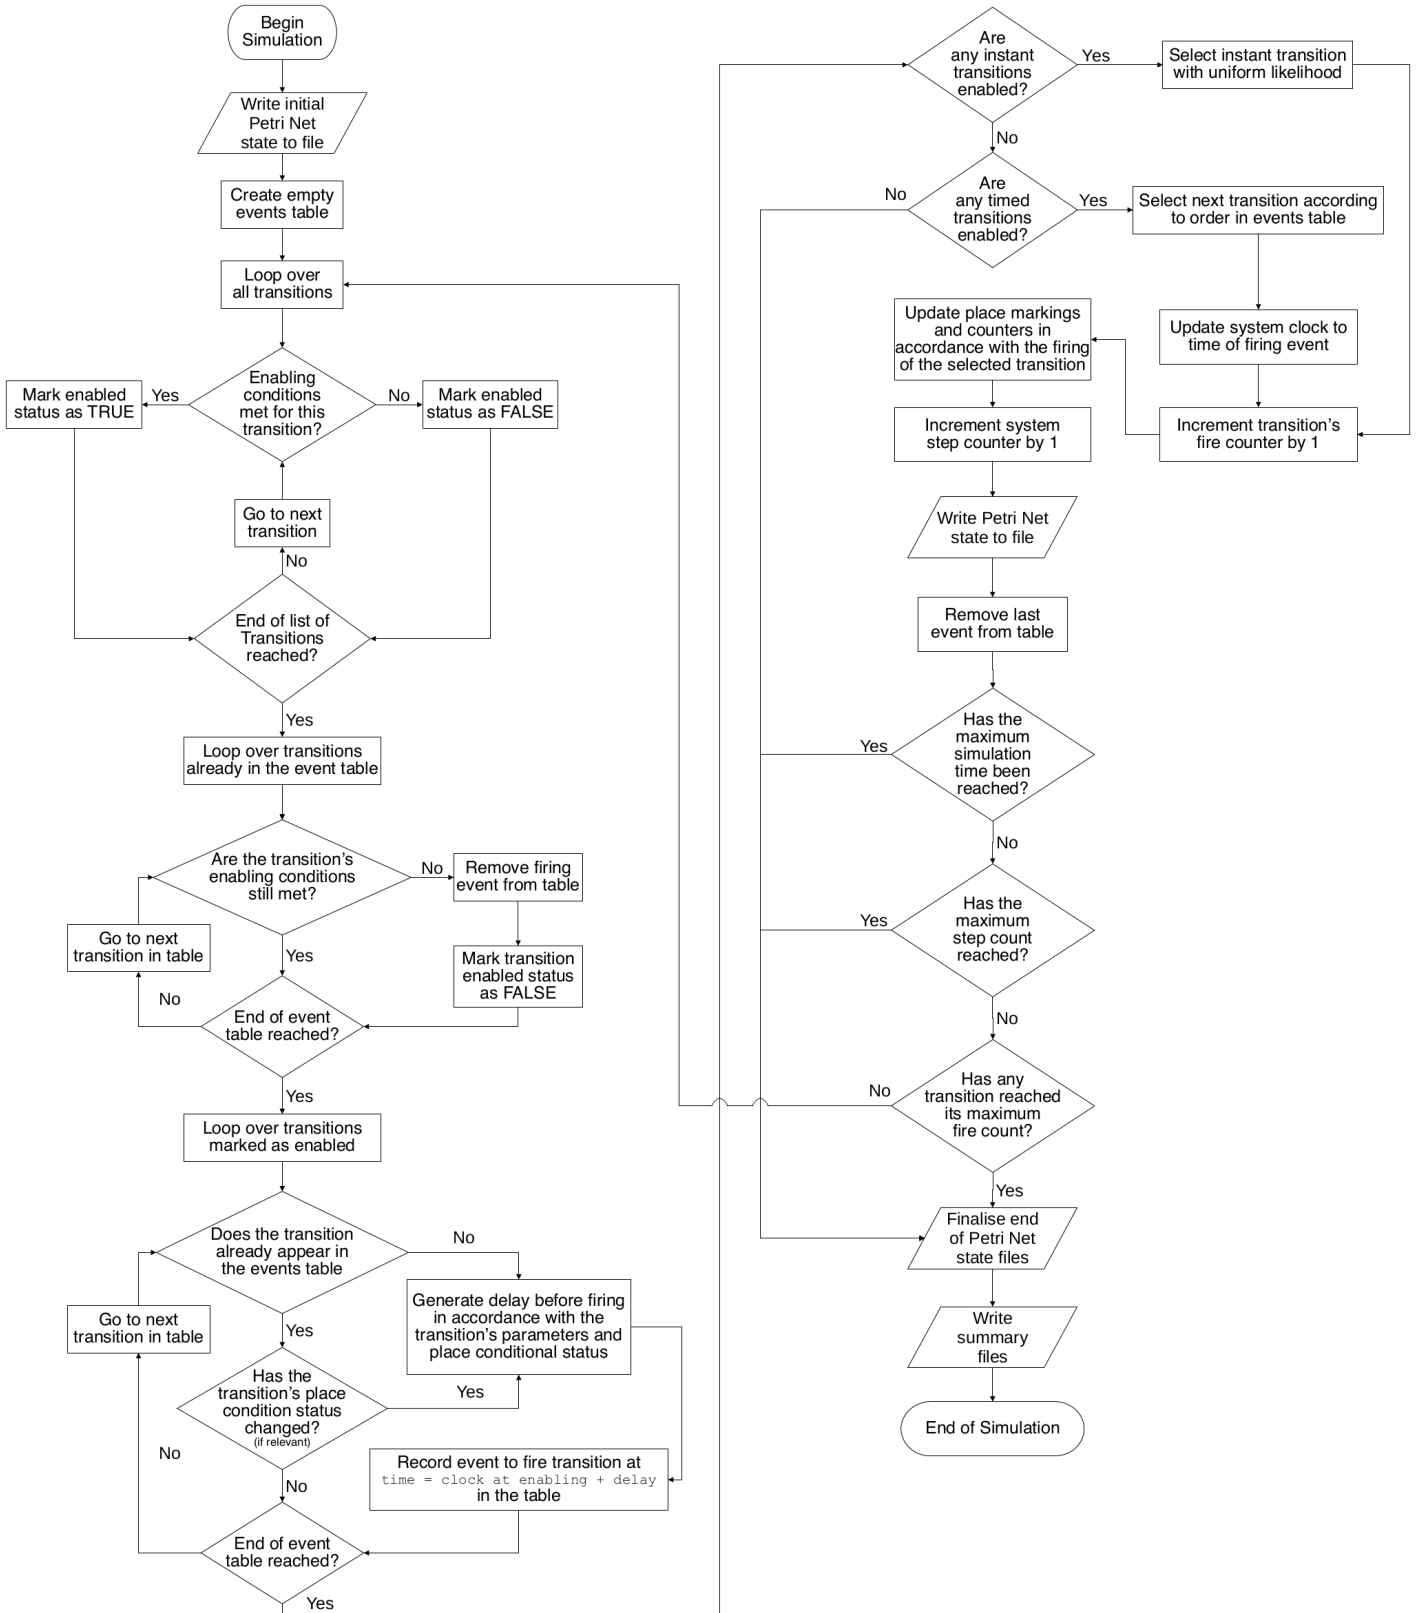 Begin
Simulation
Write initial
Petri Net
state to file
Create empty
events table
Loop over
all transitions
Enabling
conditions
met for this
transition?
Yes
No
Mark enabled
status as TRUE
Mark enabled
status as FALSE
Go to next
transition
No
End of list of
Transitions
reached?
Yes
Loop over transitions
already in the event table
Are the transition's
enabling conditions
still met?
No
Remove firing
event from table
Mark transition
enabled status
as FALSE
Go to next
transition in table
Yes
No
End of event
table reached?
Yes
Loop over transitions
marked as enabled
Does the transition
already appear in
the events table
No
Generate delay before firing
in accordance with the
transition's parameters and
place conditional status
Go to next
transition in table
Yes
Has the
transition's place
condition status
changed?
(if relevant)
Yes
No
No
Record event to fire transition at
time = clock at enabling + delay
in the table
End of event
table reached?
Yes
Are
any instant
transitions
enabled?
Yes
Select instant transition
with uniform likelihood
No
Are
any timed
transitions
enabled?
No
Yes
Select next transition according
to order in events table
Update system clock to
time of firing event
Increment transition's
fire counter by 1
Update place markings
and counters in
accordance with the firing
of the selected transition
Increment system
step counter by 1
Write Petri Net
state to file
Remove last
event from table
Has the
maximum
simulation
time been
reached?
Yes
No
Has the
maximum
step count
reached?
Yes
No
Has any
transition reached
its maximum
fire count?
No
Yes
Finalise end
of Petri Net
state files
Write
summary
files
End of Simulation